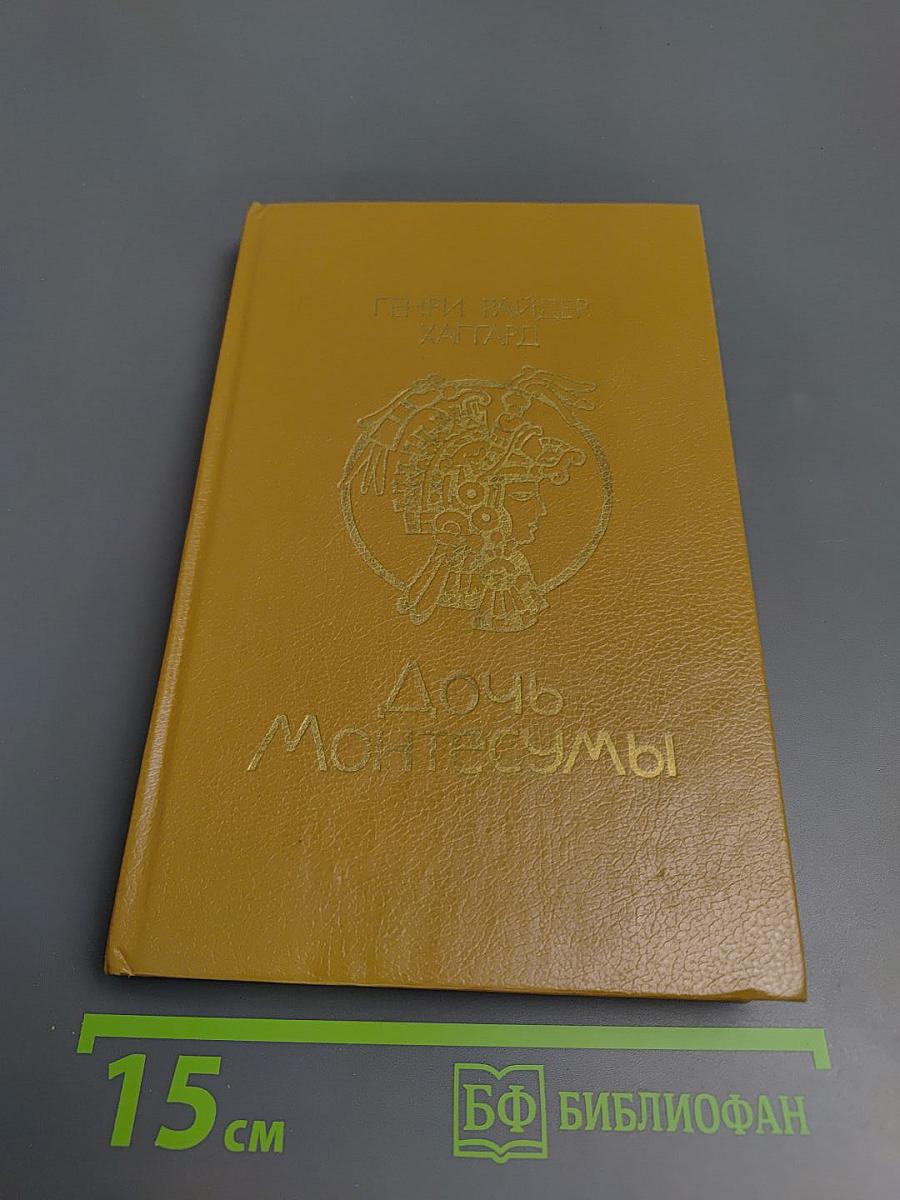 ГЕНРИ РАЙДЕР
ХАГГАРД
Дочь
Монтесумы
15 см
БФ БИБЛИОФАН